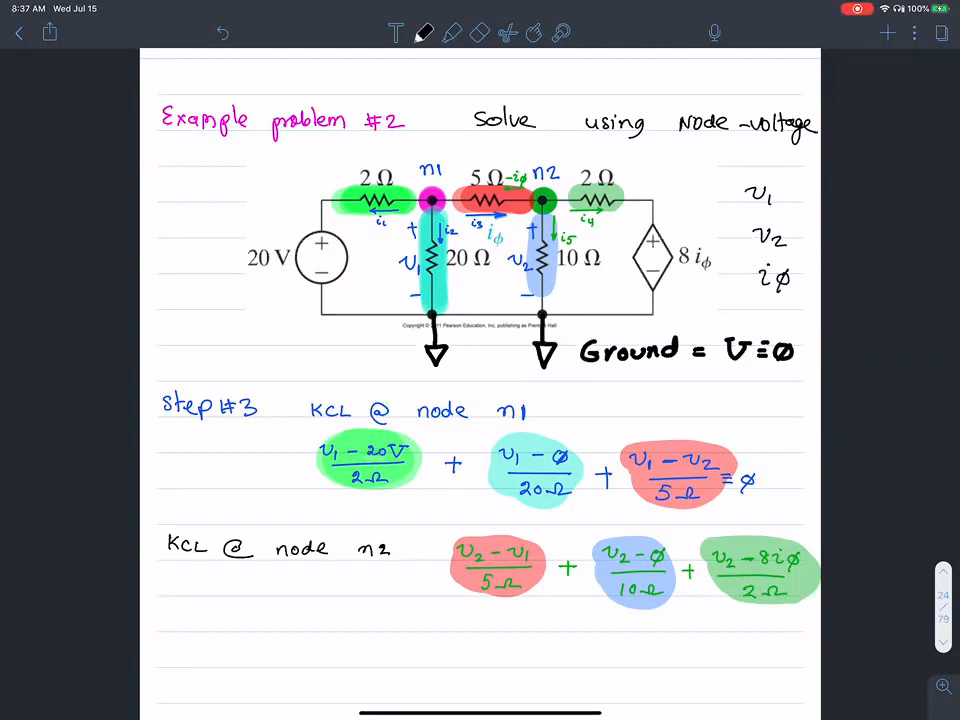 8:37 AM Wed Jul 15
100%
Example problem #2 Solve using Node-voltage
2 Ω n1 5 Ω -iφ n2 2 Ω
i1 i3 i4
+ i2 iφ + i5
20 V + − v1 20 Ω v2 10 Ω + − 8 iφ
− −
v1
v2
iφ
Copyright © 2011 Pearson Education, Inc. publishing as Prentice Hall
Ground = V ≡ φ
Step #3 KCL @ node n1
v1 − 20V / 2Ω + v1 − φ / 20Ω + v1 − v2 / 5Ω ≡ φ
KCL @ node n2 v2 − v1 / 5Ω + v2 − φ / 10Ω + v2 − 8iφ / 2Ω
24
/
79